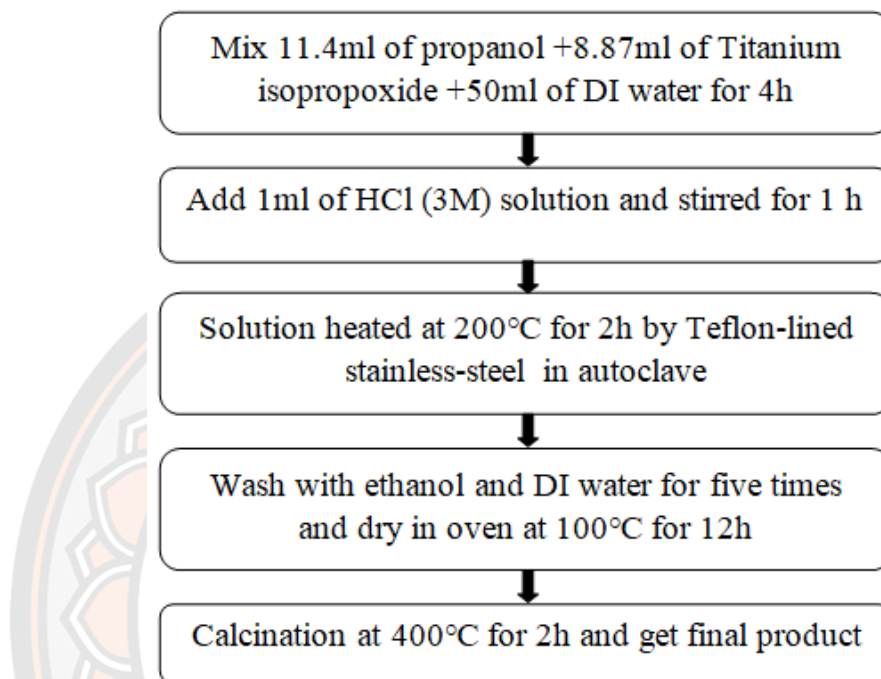 Mix 11.4ml of propanol +8.87ml of Titanium
isopropoxide +50ml of DI water for 4h
Add 1ml of HCl (3M) solution and stirred for 1 h
Solution heated at 200°C for 2h by Teflon-lined
stainless-steel in autoclave
Wash with ethanol and DI water for five times
and dry in oven at 100°C for 12h
Calcination at 400°C for 2h and get final product